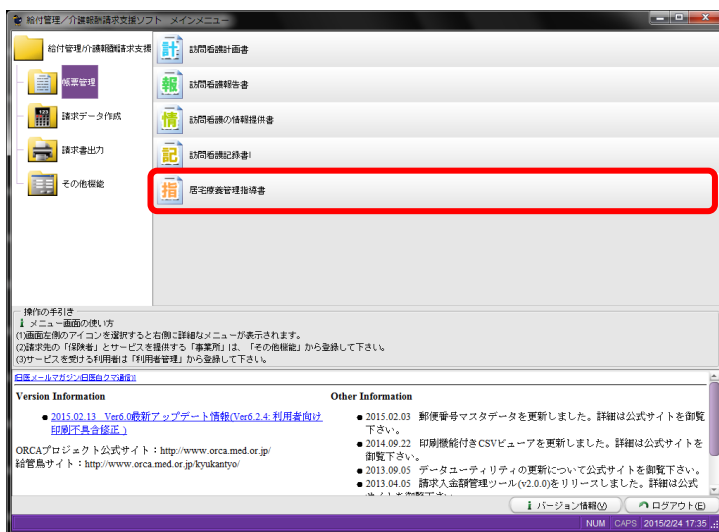 給付管理/介護報酬請求支援ソフト メインメニュー
給付管理/介護報酬請求支援
帳票管理
請求データ作成
請求書出力
その他機能
計 訪問看護計画書
報 訪問看護報告書
情 訪問看護の情報提供書
記 訪問看護記録書I
指 居宅療養管理指導書
操作の手引き
メニュー画面の使い方
(1)画面左側のアイコンを選択すると右側に詳細なメニューが表示されます。
(2)請求先の「保険者」とサービスを提供する「事業所」は、「その他機能」から登録して下さい。
(3)サービスを受ける利用者は「利用者管理」から登録して下さい。
日医メールマガジン(日医白クマ通信)
Version Information
2015.02.13 Ver6.0最新アップデート情報(Ver6.2.4: 利用者向け
印刷不具合修正 )
ORCAプロジェクト公式サイト：http://www.orca.med.or.jp/
給管鳥サイト：http://www.orca.med.or.jp/kyukantyo/
Other Information
2015.02.03 郵便番号マスタデータを更新しました。詳細は公式サイトを御覧
下さい。
2014.09.22 印刷機能付きCSVビューアを更新しました。詳細は公式サイトを
御覧下さい。
2013.09.05 データユーティリティの更新について公式サイトを御覧下さい。
2013.04.05 請求入金額管理ツール(v2.0.0)をリリースしました。詳細は公式
バージョン情報(V)
ログアウト(E)
NUM CAPS 2015/2/24 17:35